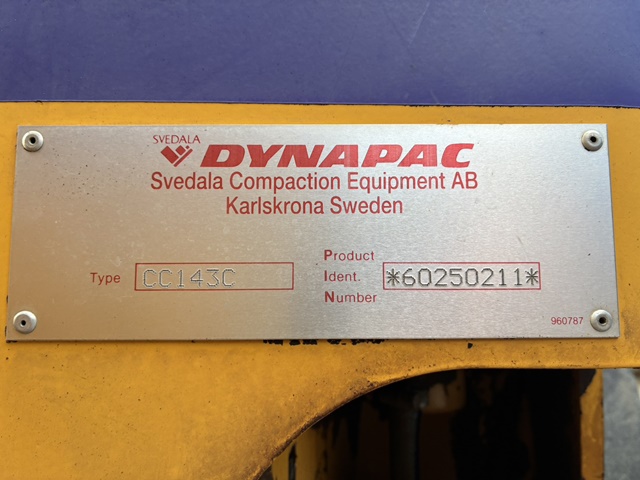 SVEDALA
DYNAPAC
Svedala Compaction Equipment AB
Karlskrona Sweden
Type CC143C
Product
Ident.
Number
*60250211*
960787